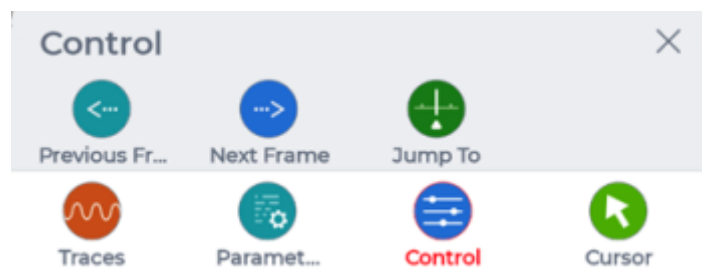 Control
Previous Fr... Next Frame Jump To
Traces Paramet... Control Cursor